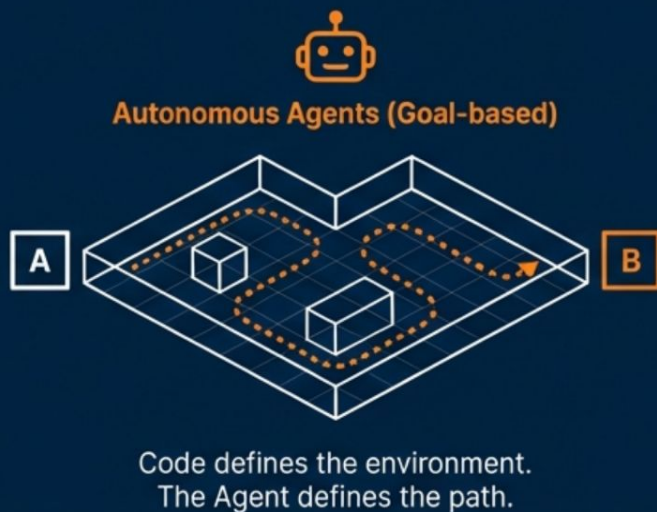 Autonomous Agents (Goal-based)
A
B
Code defines the environment.
The Agent defines the path.